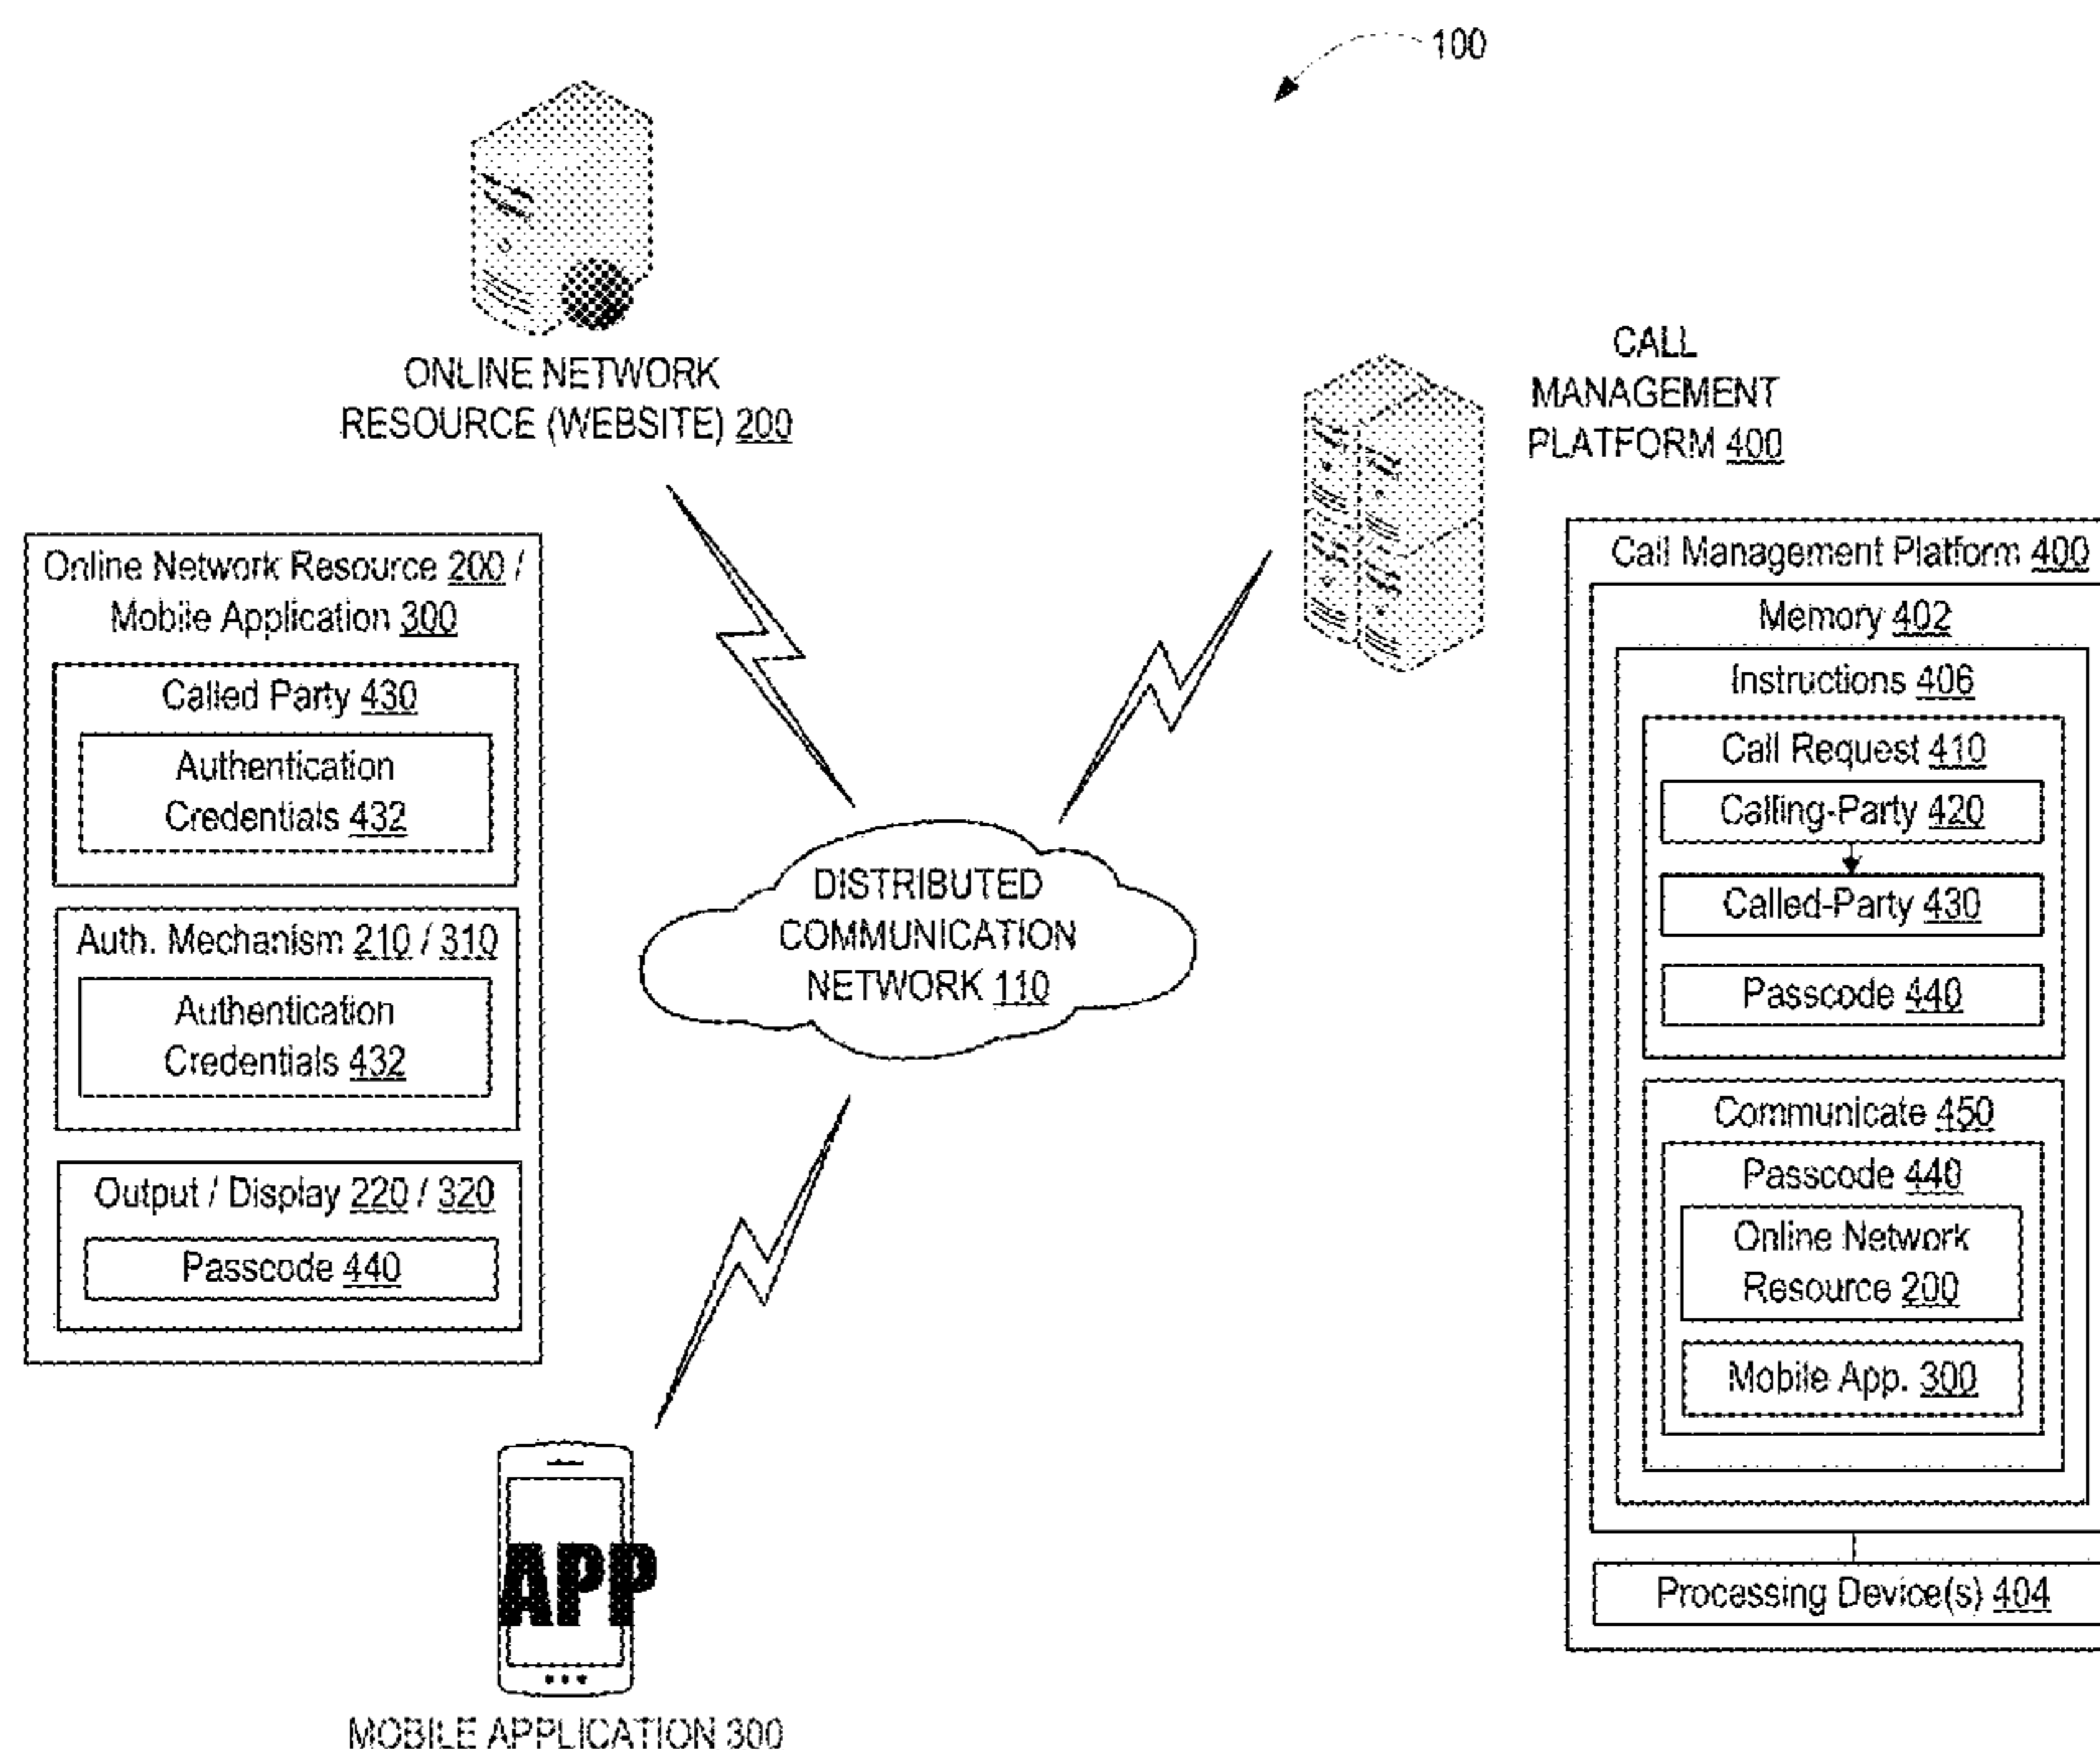 100
ONLINE NETWORK
RESOURCE (WEBSITE) 200
CALL
MANAGEMENT
PLATFORM 400
Online Network Resource 200 /
Mobile Application 300
Called Party 430
Authentication
Credentials 432
Auth. Mechanism 210 / 310
Authentication
Credentials 432
Output / Display 220 / 320
Passcode 440
DISTRIBUTED
COMMUNICATION
NETWORK 110
APP
MOBILE APPLICATION 300
Call Management Platform 400
Memory 402
Instructions 406
Call Request 410
Calling-Party 420
Called-Party 430
Passcode 440
Communicate 450
Passcode 440
Online Network
Resource 200
Mobile App. 300
Processing Device(s) 404